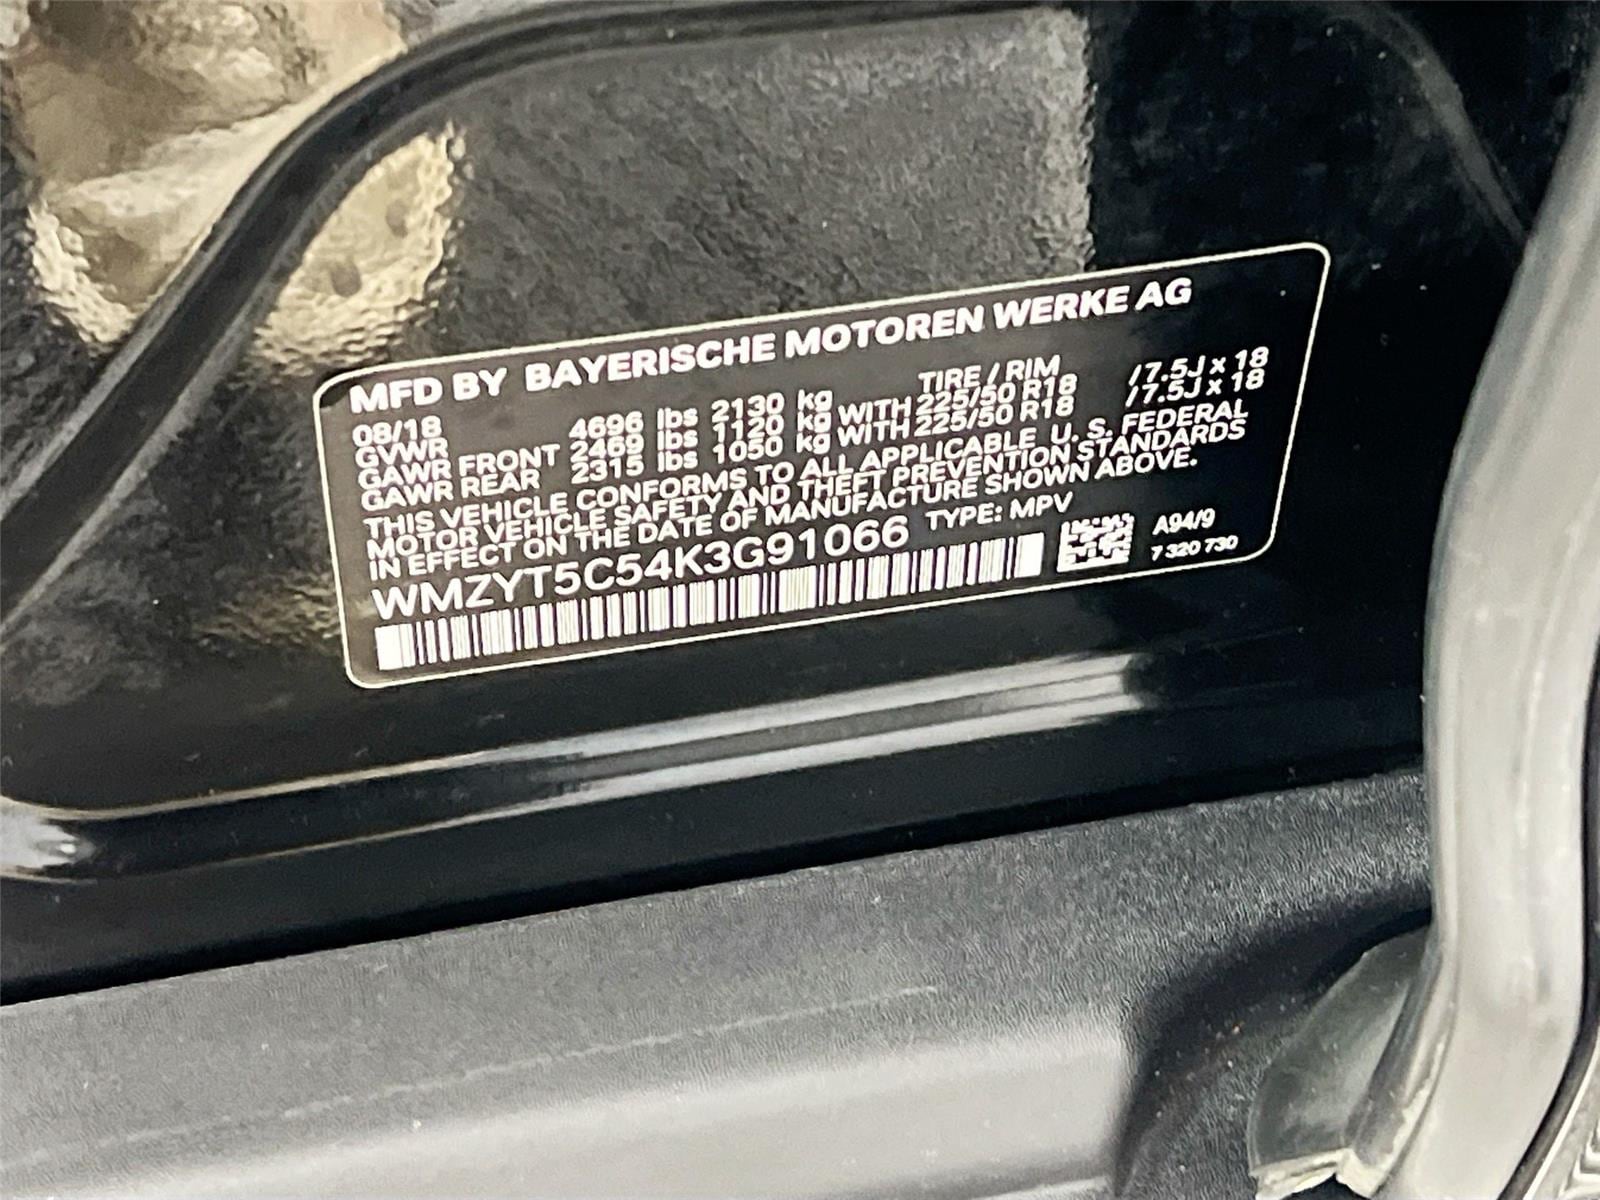 MFD BY BAYERISCHE MOTOREN WERKE AG
08/18 TIRE / RIM
GVWR 4696 lbs 2130 kg
GAWR FRONT 2469 lbs 1120 kg WITH 225/50 R18 / 7.5J x 18
GAWR REAR 2315 lbs 1050 kg WITH 225/50 R18 / 7.5J x 18
THIS VEHICLE CONFORMS TO ALL APPLICABLE U. S. FEDERAL
MOTOR VEHICLE SAFETY AND THEFT PREVENTION STANDARDS
IN EFFECT ON THE DATE OF MANUFACTURE SHOWN ABOVE.
WMZYT5C54K3G91066 TYPE: MPV
A94/9
7 320 730